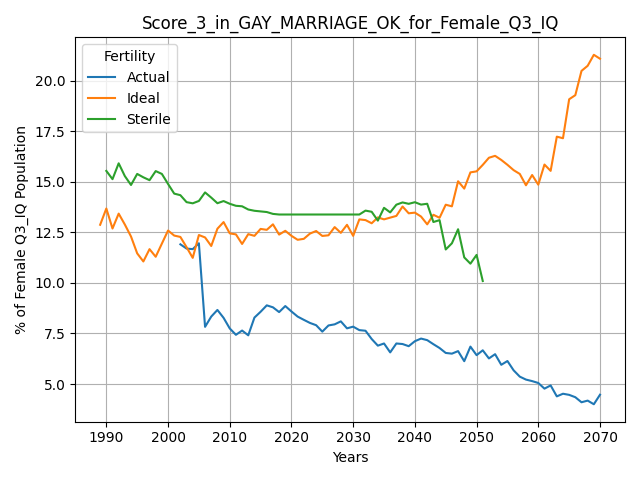 Score_3_in_GAY_MARRIAGE_OK_for_Female_Q3_IQ
Fertility
Actual
Ideal
Sterile
% of Female Q3_IQ Population
20.0
17.5
15.0
12.5
10.0
7.5
5.0
1990 2000 2010 2020 2030 2040 2050 2060 2070
Years